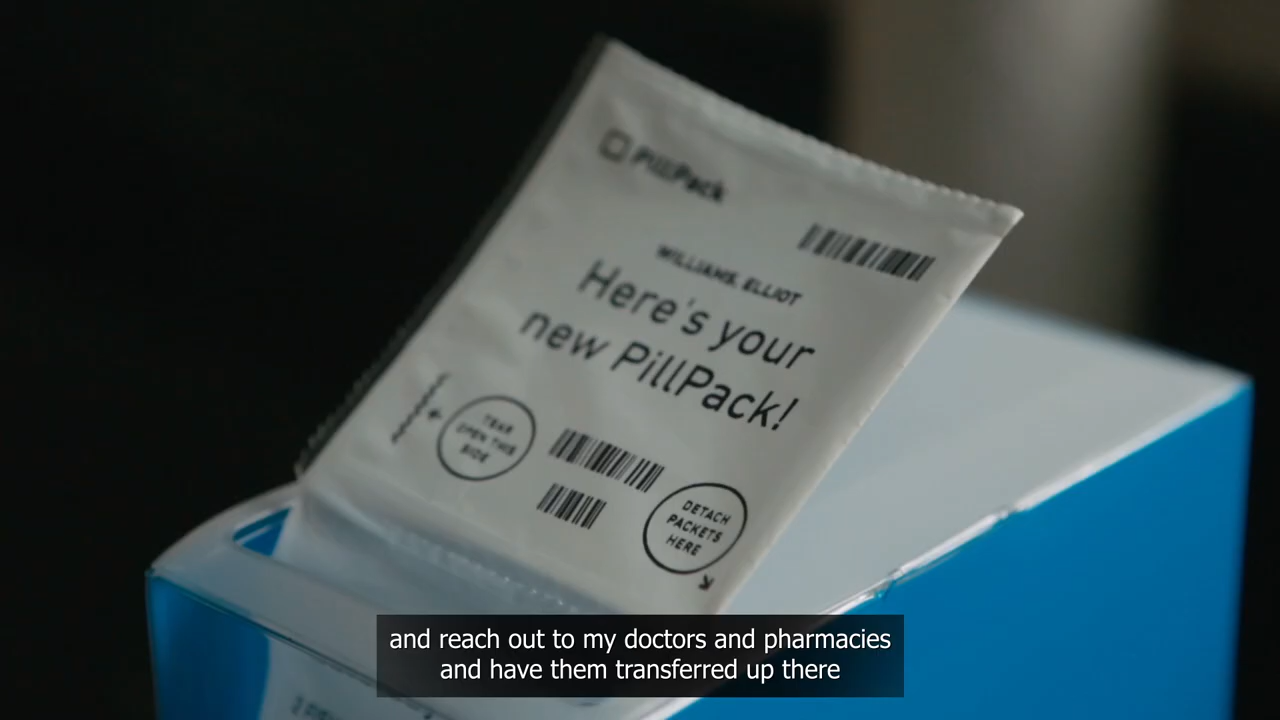 PillPack
WILLIAMS, ELLIOT
Here's your
new PillPack!
TEAR
OPEN THIS
SIDE
DETACH
PACKETS
HERE
and reach out to my doctors and pharmacies
and have them transferred up there